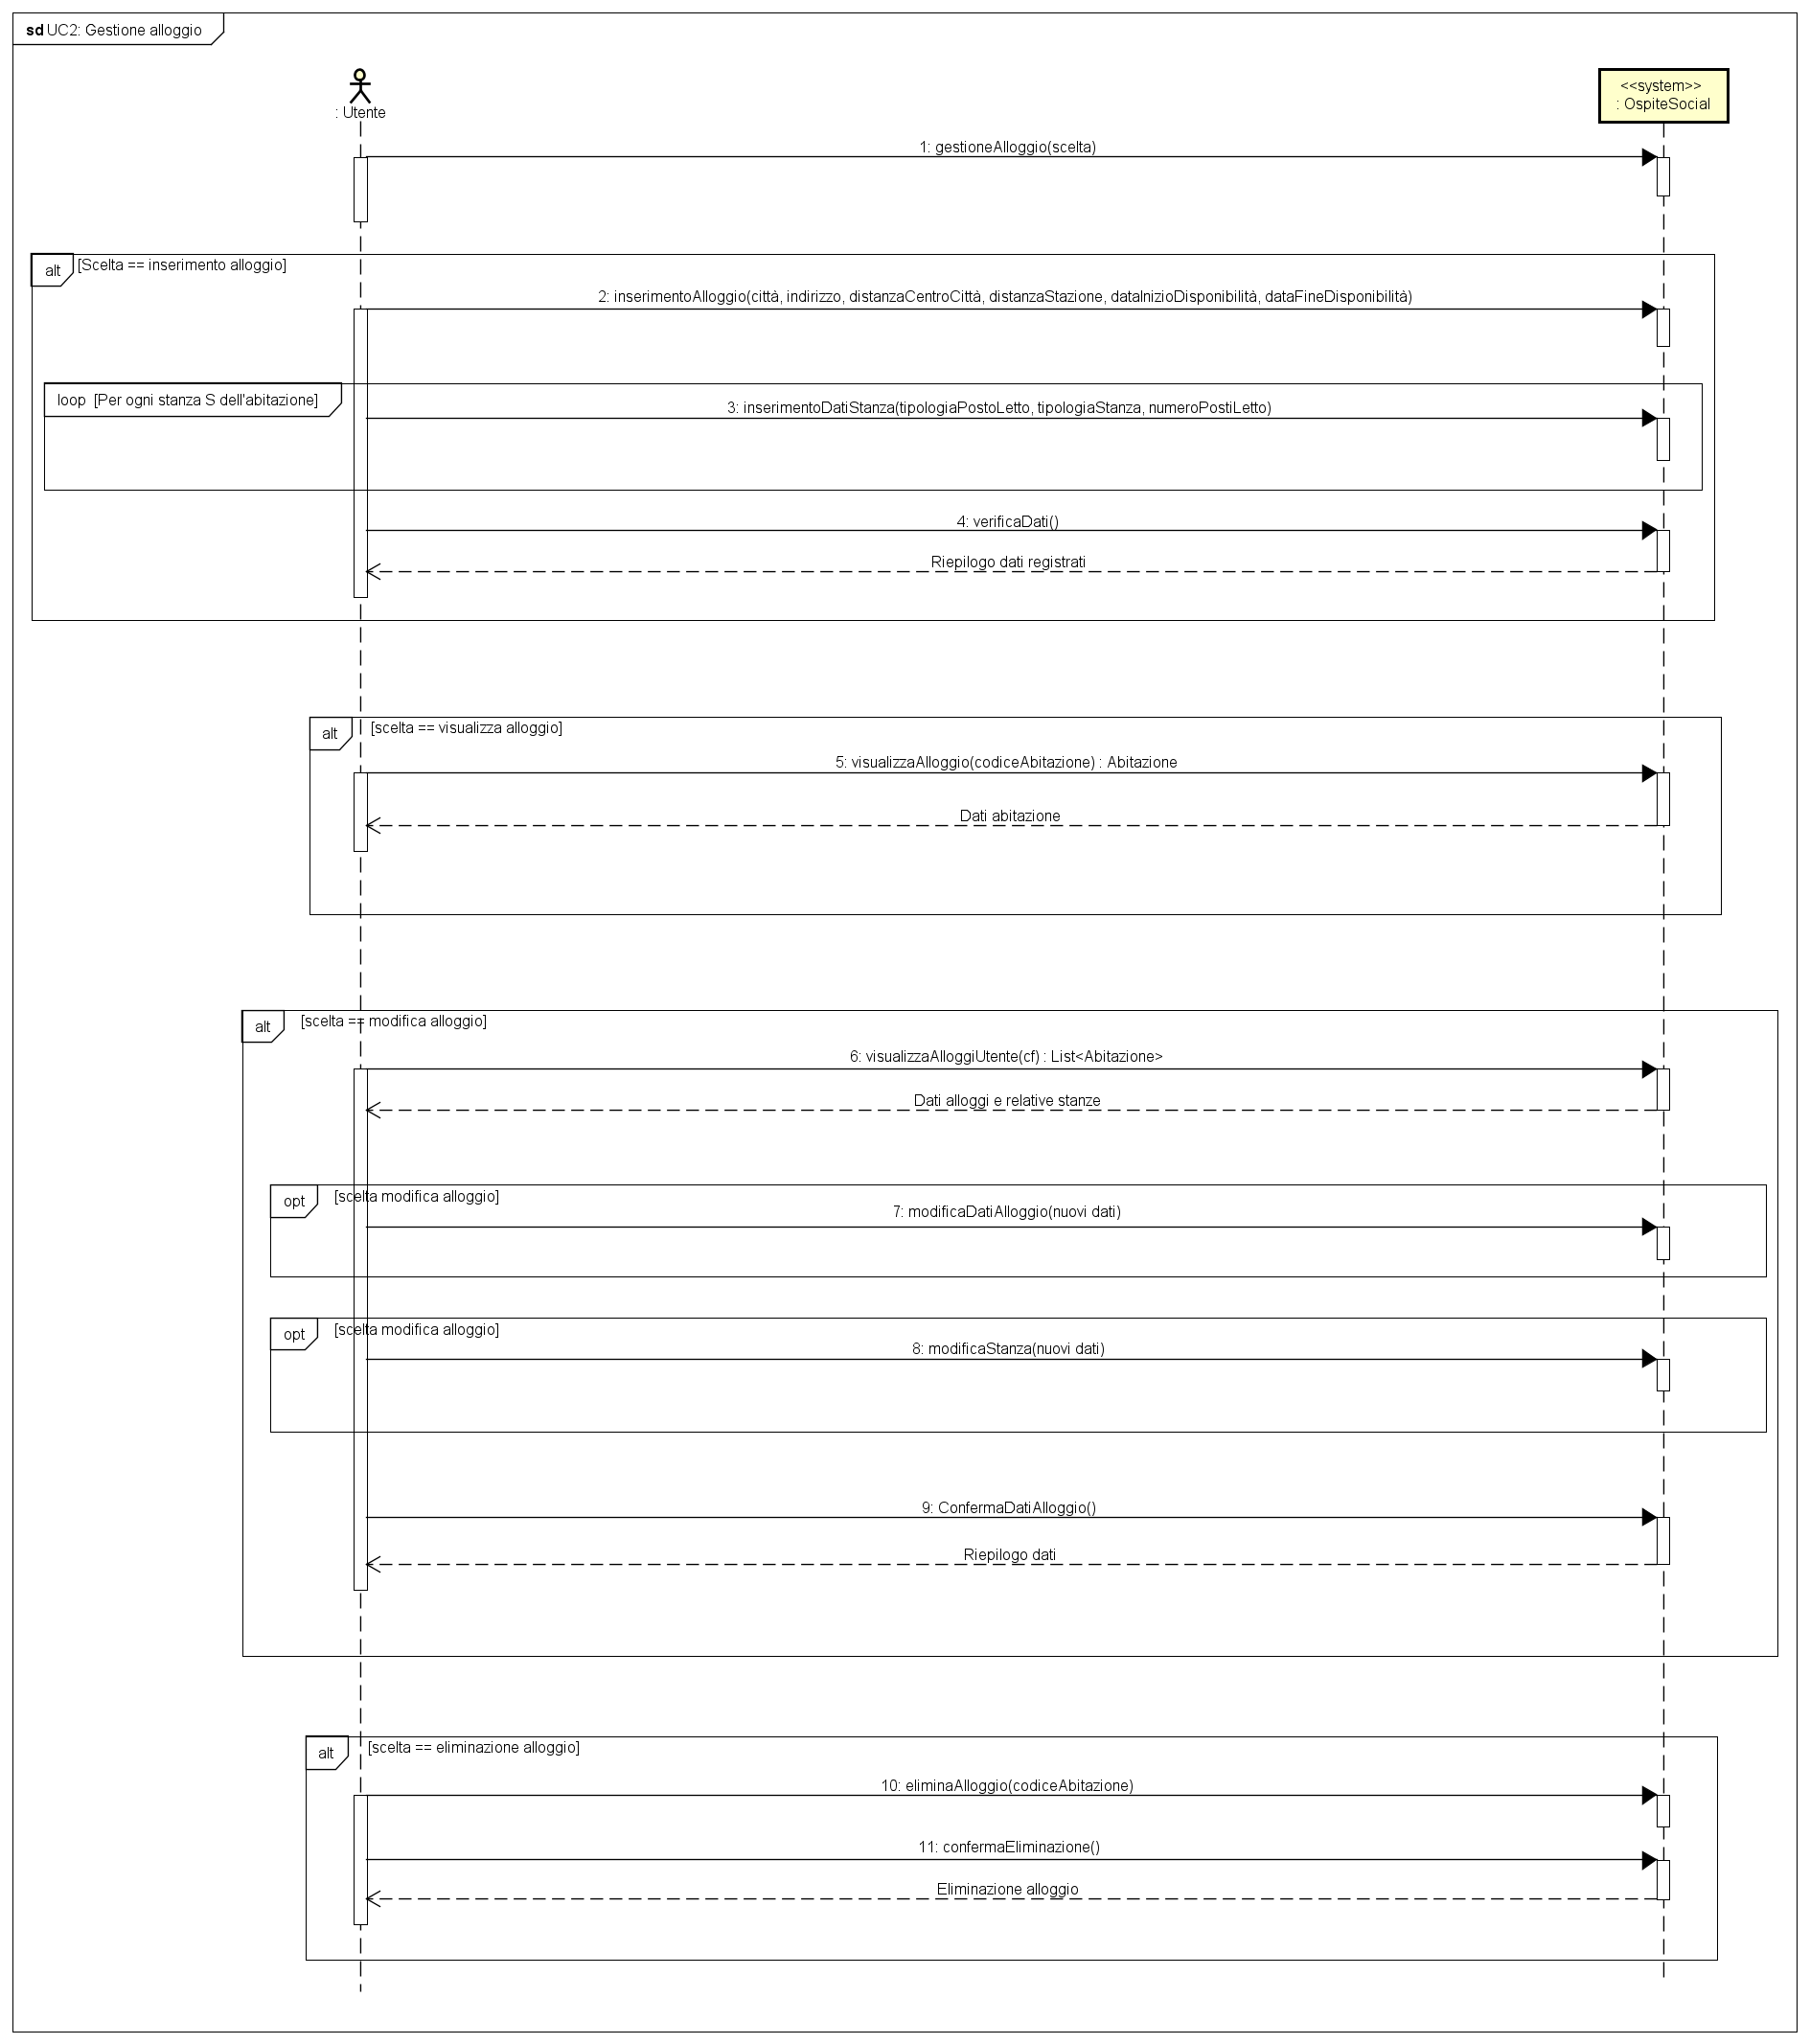 sd UC2: Gestione alloggio
: Utente
<<system>>
: OspiteSocial
1: gestioneAlloggio(scelta)
alt [Scelta == inserimento alloggio]
2: inserimentoAlloggio(città, indirizzo, distanzaCentroCittà, distanzaStazione, dataInizioDisponibilità, dataFineDisponibilità)
loop [Per ogni stanza S dell'abitazione]
3: inserimentoDatiStanza(tipologiaPostoLetto, tipologiaStanza, numeroPostiLetto)
4: verificaDati()
Riepilogo dati registrati
alt [scelta == visualizza alloggio]
5: visualizzaAlloggio(codiceAbitazione) : Abitazione
Dati abitazione
alt [scelta == modifica alloggio]
6: visualizzaAlloggiUtente(cf) : List<Abitazione>
Dati alloggi e relative stanze
opt [scelta modifica alloggio]
7: modificaDatiAlloggio(nuovi dati)
opt [scelta modifica alloggio]
8: modificaStanza(nuovi dati)
9: ConfermaDatiAlloggio()
Riepilogo dati
alt [scelta == eliminazione alloggio]
10: eliminaAlloggio(codiceAbitazione)
11: confermaEliminazione()
Eliminazione alloggio